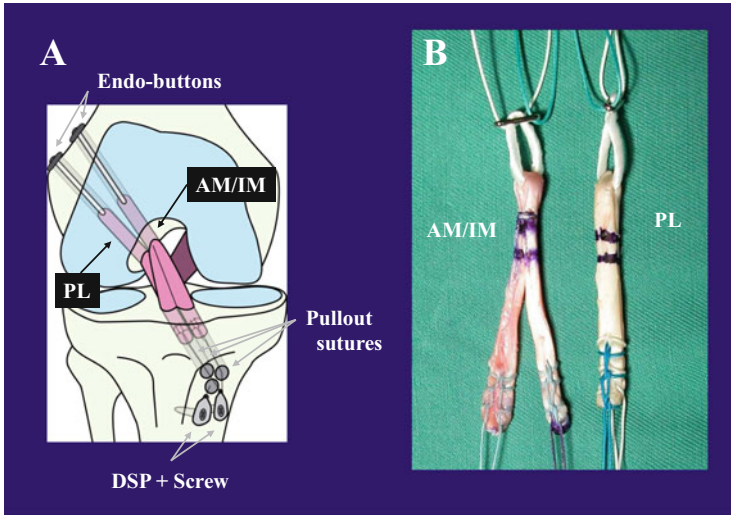 A
Endo-buttons
AM/IM
PL
Pullout
sutures
DSP + Screw
B
AM/IM
PL